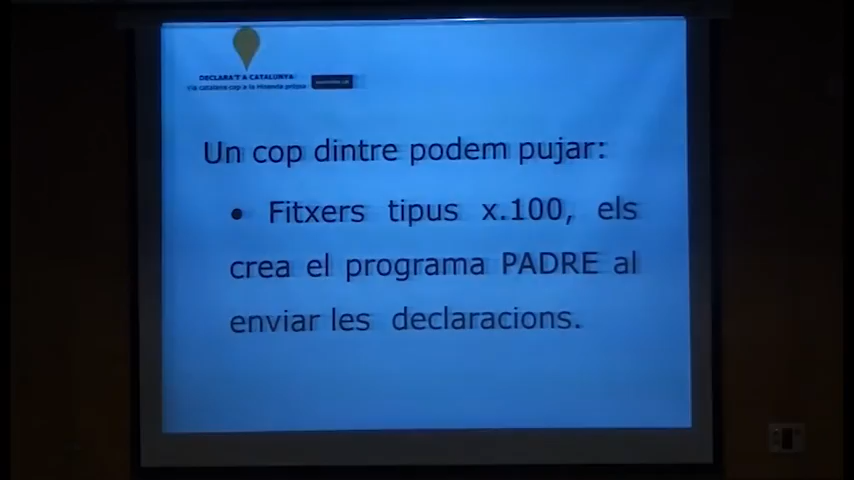 DECLARA'T A CATALUNYA
Un cop dintre podem pujar:
• Fitxers tipus x.100, els
crea el programa PADRE al
enviar les declaracions.